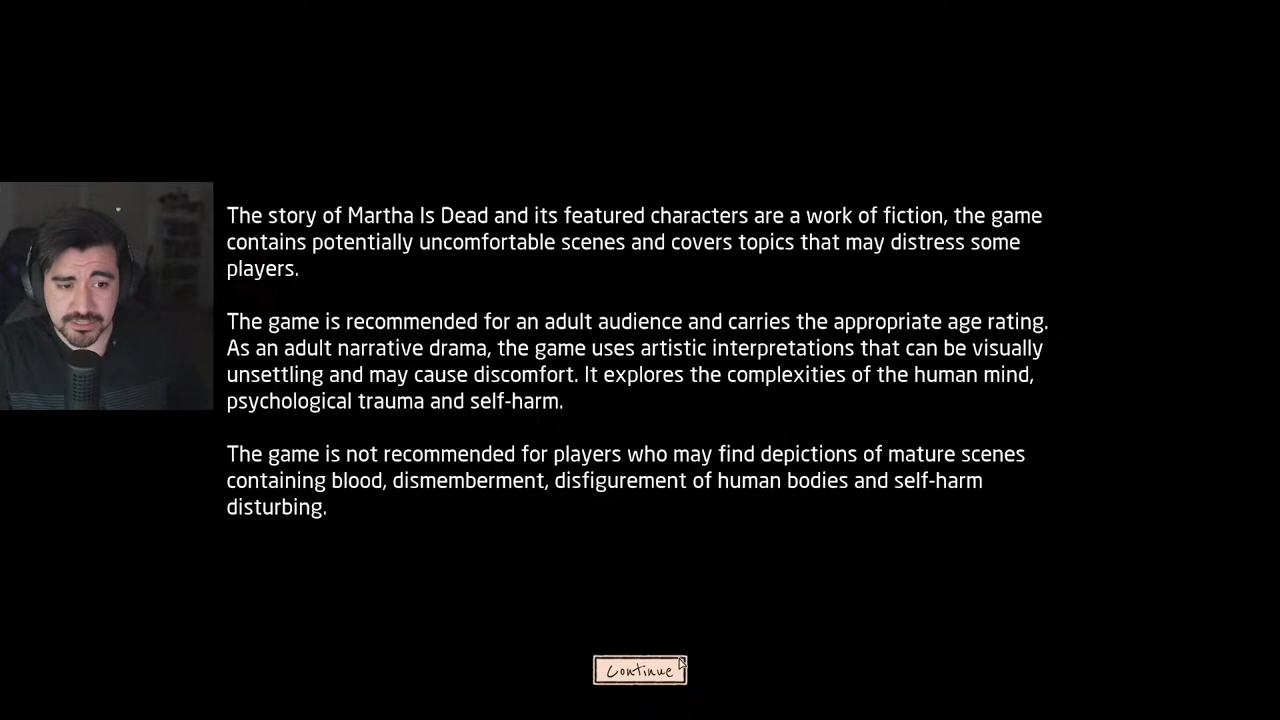 The story of Martha Is Dead and its featured characters are a work of fiction, the game
contains potentially uncomfortable scenes and covers topics that may distress some
players.
The game is recommended for an adult audience and carries the appropriate age rating.
As an adult narrative drama, the game uses artistic interpretations that can be visually
unsettling and may cause discomfort. It explores the complexities of the human mind,
psychological trauma and self-harm.
The game is not recommended for players who may find depictions of mature scenes
containing blood, dismemberment, disfigurement of human bodies and self-harm
disturbing.
Continue